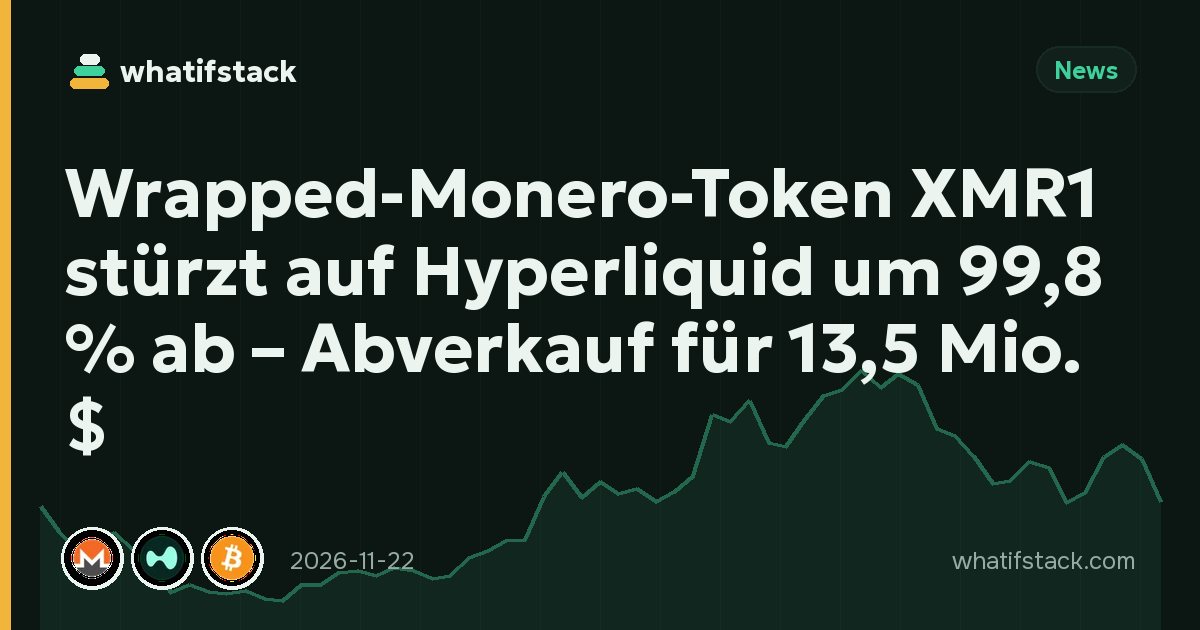 whatifstack
News
Wrapped-Monero-Token XMR1
stürzt auf Hyperliquid um 99,8
% ab – Abverkauf für 13,5 Mio.
$
2026-11-22
whatifstack.com